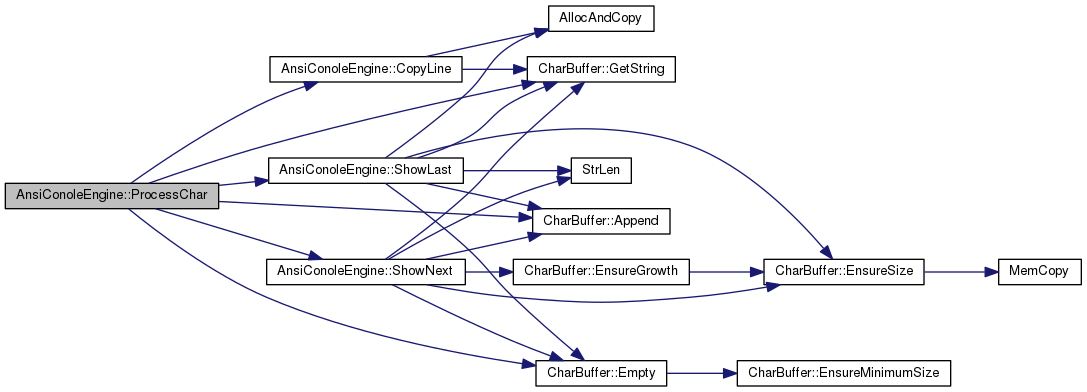 AllocAndCopy
AnsiConoleEngine::CopyLine
CharBuffer::GetString
AnsiConoleEngine::ShowLast
StrLen
AnsiConoleEngine::ProcessChar
CharBuffer::Append
AnsiConoleEngine::ShowNext
CharBuffer::EnsureGrowth
CharBuffer::EnsureSize
MemCopy
CharBuffer::Empty
CharBuffer::EnsureMinimumSize